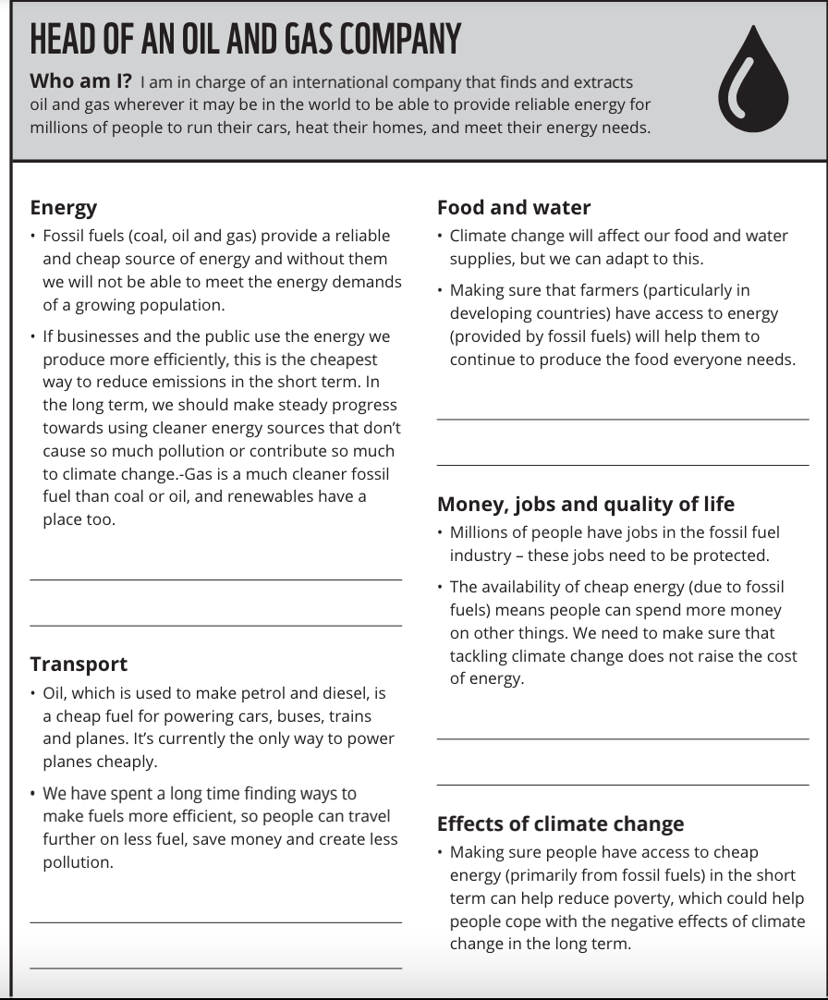 HEAD OF AN OIL AND GAS COMPANY
Who am I? I am in charge of an international company that finds and extracts
oil and gas wherever it may be in the world to be able to provide reliable energy for
millions of people to run their cars, heat their homes, and meet their energy needs.
Energy
• Fossil fuels (coal, oil and gas) provide a reliable
and cheap source of energy and without them
we will not be able to meet the energy demands
of a growing population.
• If businesses and the public use the energy we
produce more efficiently, this is the cheapest
way to reduce emissions in the short term. In
the long term, we should make steady progress
towards using cleaner energy sources that don’t
cause so much pollution or contribute so much
to climate change.-Gas is a much cleaner fossil
fuel than coal or oil, and renewables have a
place too.
Transport
• Oil, which is used to make petrol and diesel, is
a cheap fuel for powering cars, buses, trains
and planes. It’s currently the only way to power
planes cheaply.
• We have spent a long time finding ways to
make fuels more efficient, so people can travel
further on less fuel, save money and create less
pollution.
Food and water
• Climate change will affect our food and water
supplies, but we can adapt to this.
• Making sure that farmers (particularly in
developing countries) have access to energy
(provided by fossil fuels) will help them to
continue to produce the food everyone needs.
Money, jobs and quality of life
• Millions of people have jobs in the fossil fuel
industry – these jobs need to be protected.
• The availability of cheap energy (due to fossil
fuels) means people can spend more money
on other things. We need to make sure that
tackling climate change does not raise the cost
of energy.
Effects of climate change
• Making sure people have access to cheap
energy (primarily from fossil fuels) in the short
term can help reduce poverty, which could help
people cope with the negative effects of climate
change in the long term.